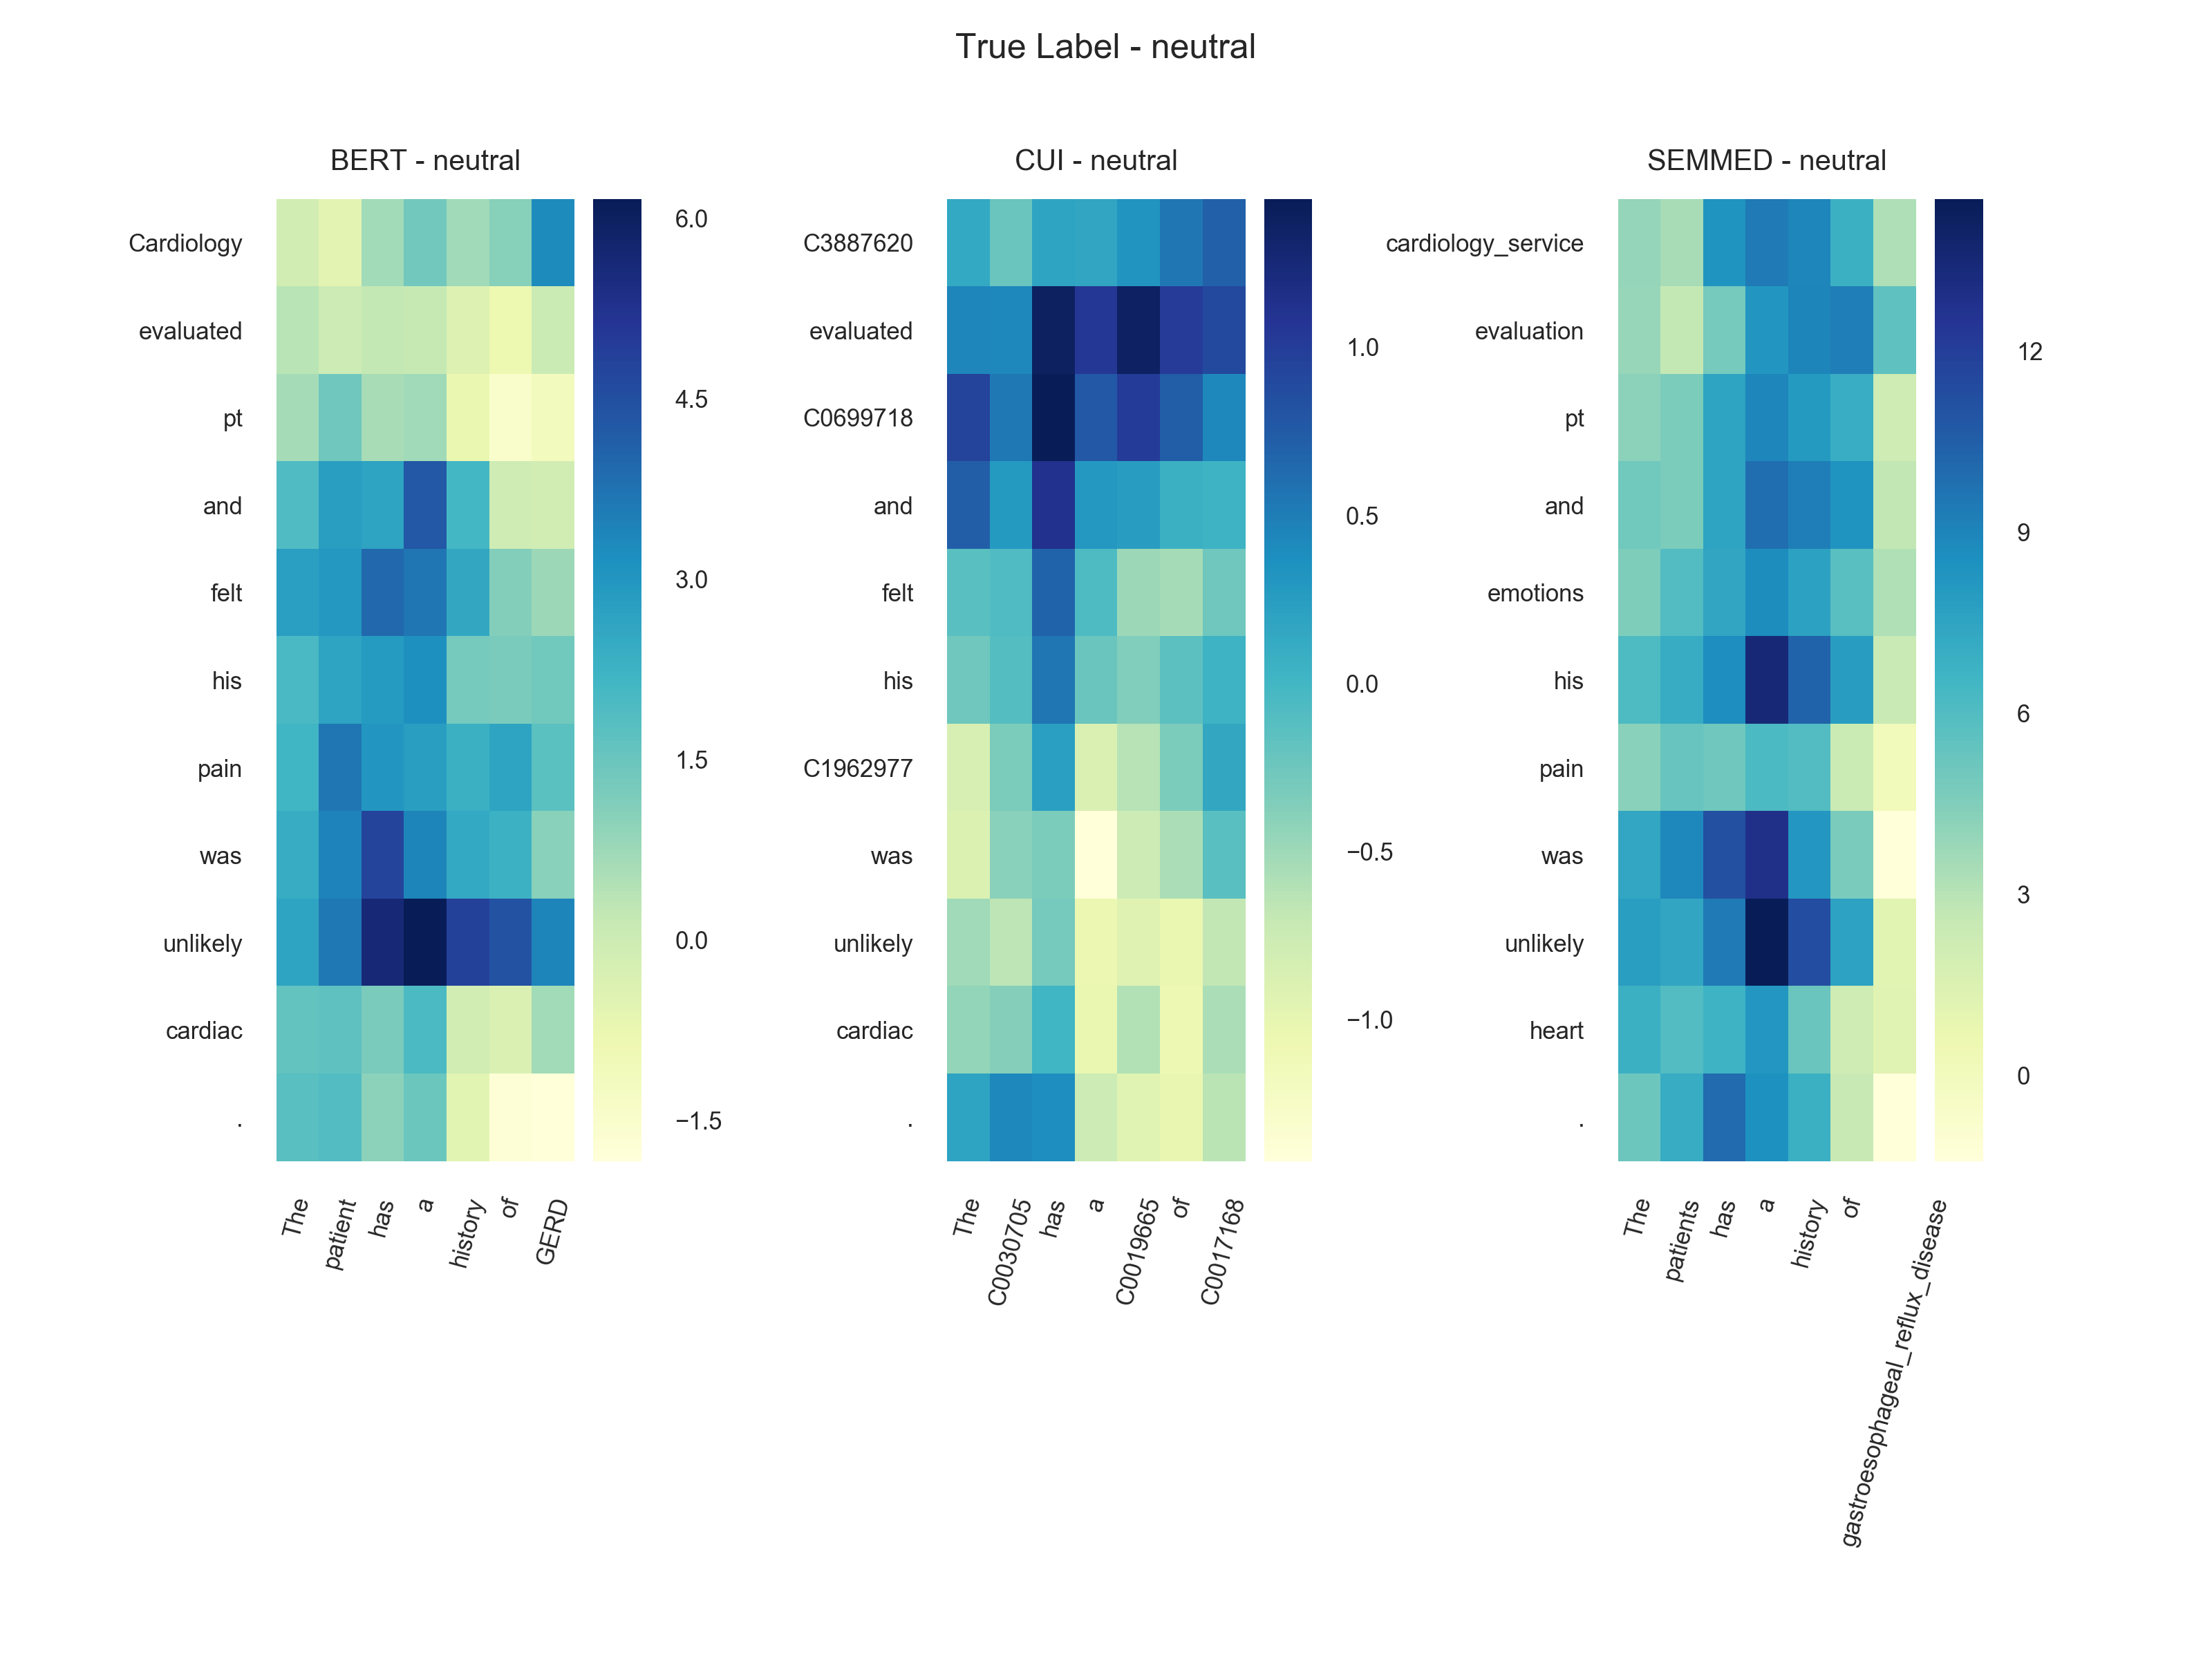 True Label - neutral
BERT - neutral
Cardiology
evaluated
pt
and
felt
his
pain
was
unlikely
cardiac
.
The
patient
has
a
history
of
GERD
6.0
4.5
3.0
1.5
0.0
−1.5
CUI - neutral
C3887620
evaluated
C0699718
and
felt
his
C1962977
was
unlikely
cardiac
.
The
C0030705
has
a
C0019665
of
C0017168
1.0
0.5
0.0
−0.5
−1.0
SEMMED - neutral
cardiology_service
evaluation
pt
and
emotions
his
pain
was
unlikely
heart
.
The
patients
has
a
history
of
gastroesophageal_reflux_disease
12
9
6
3
0